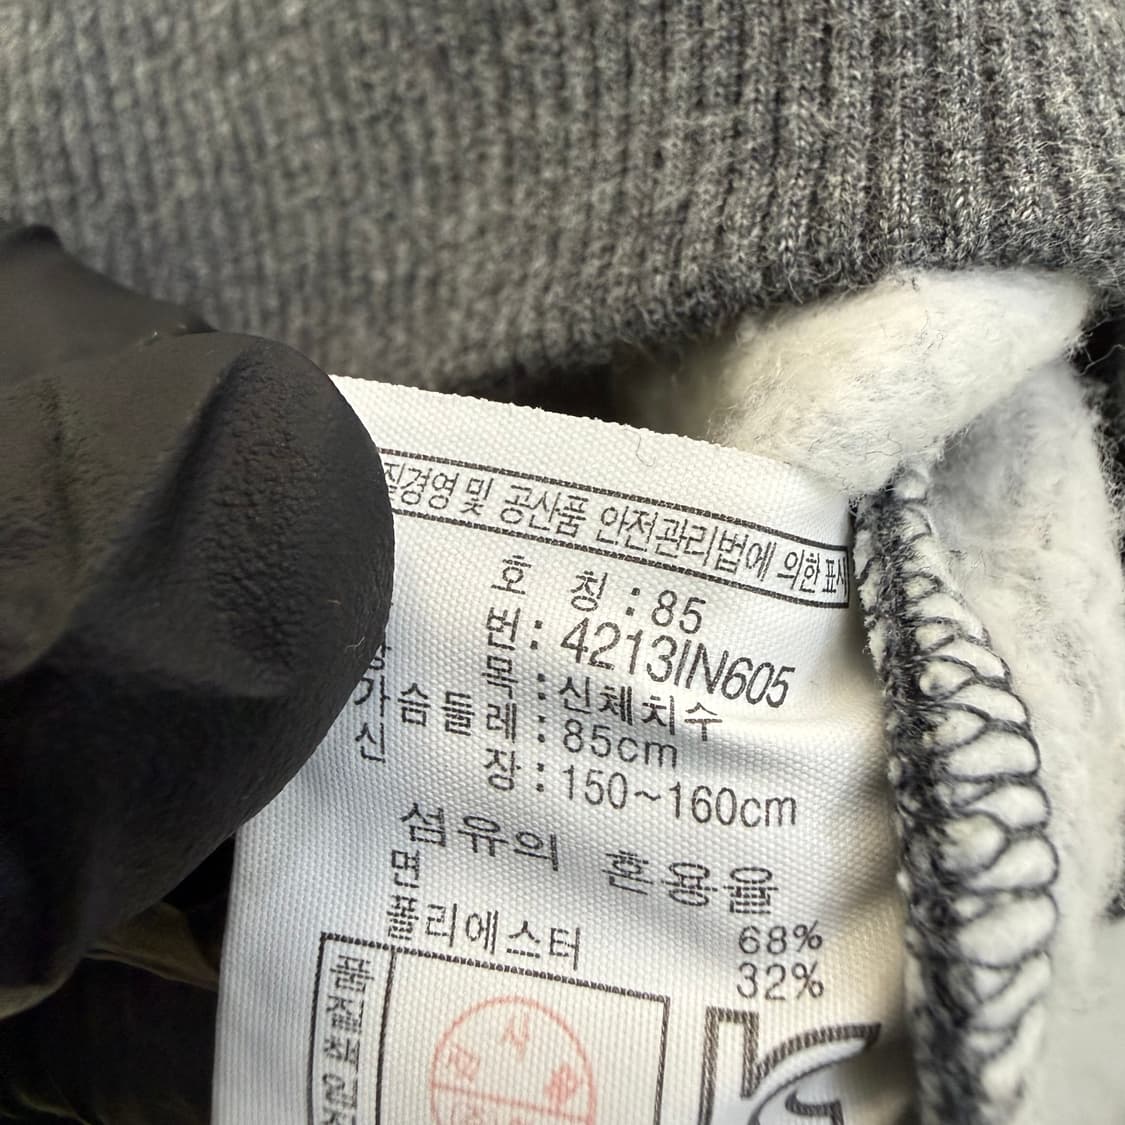 질경영 및 공산품 안전관리법에 의한 표시
호 칭 : 85
번 : 4213IN605
목 : 신체치수
가슴둘레 : 85cm
신 장 : 150~160cm
섬유의 혼용율
면 68%
폴리에스터 32%